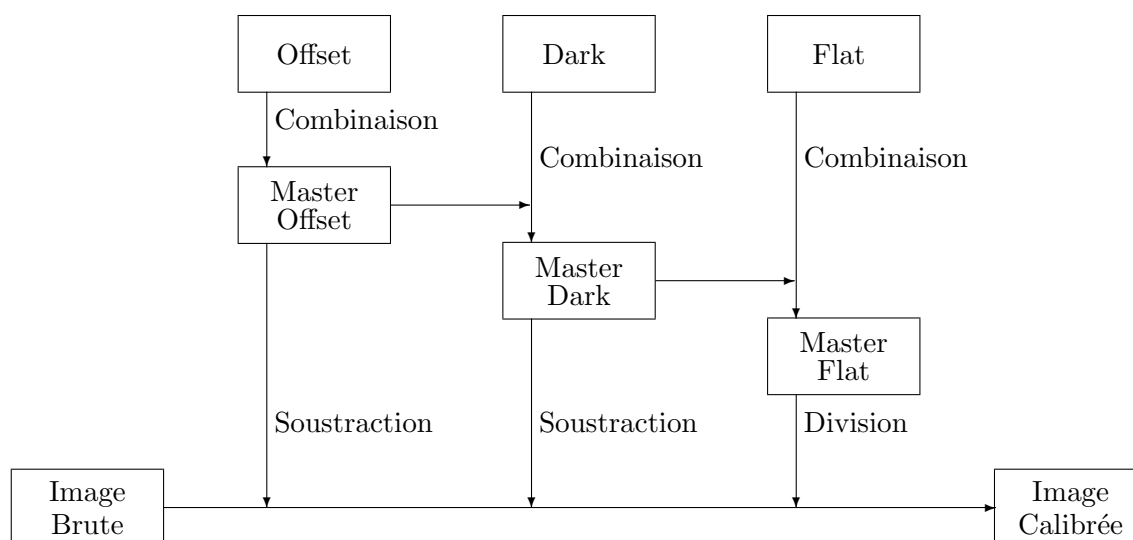 Offset
Dark
Flat
Combinaison
Combinaison
Combinaison
Master
Offset
Master
Dark
Master
Flat
Soustraction
Soustraction
Division
Image
Brute
Image
Calibrée